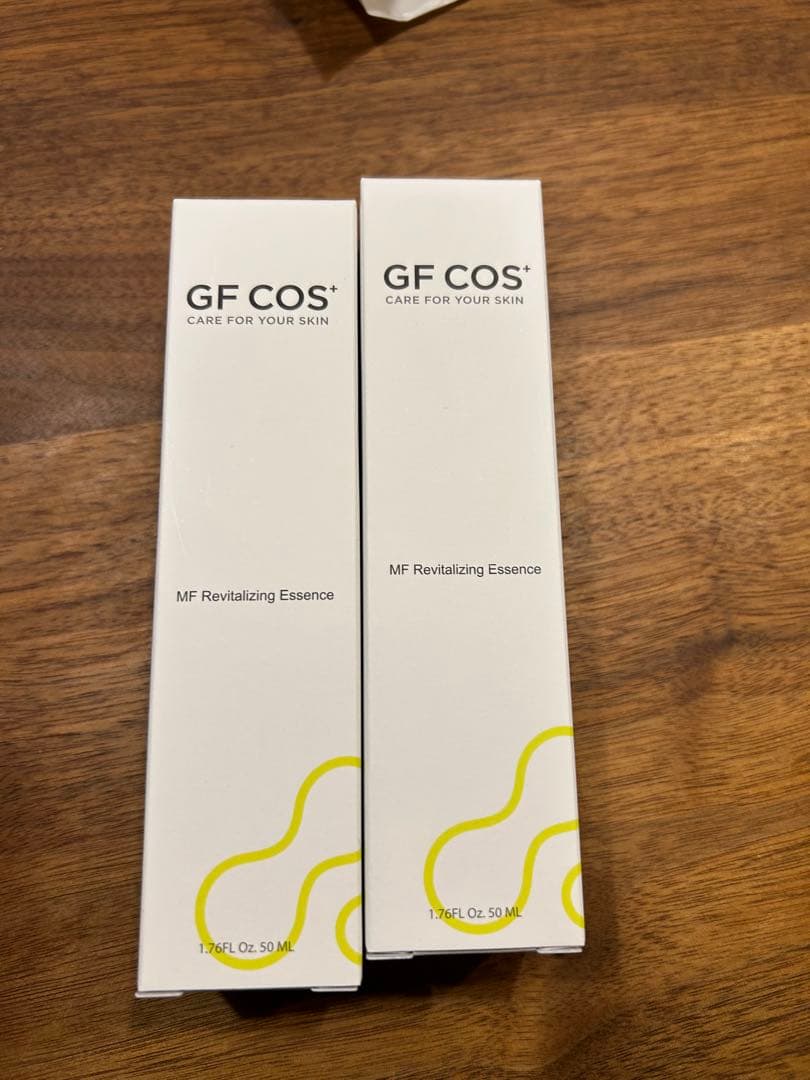 GF COS+
CARE FOR YOUR SKIN
MF Revitalizing Essence
1.76FL Oz. 50 ML
GF COS+
CARE FOR YOUR SKIN
MF Revitalizing Essence
1.76FL Oz. 50 ML